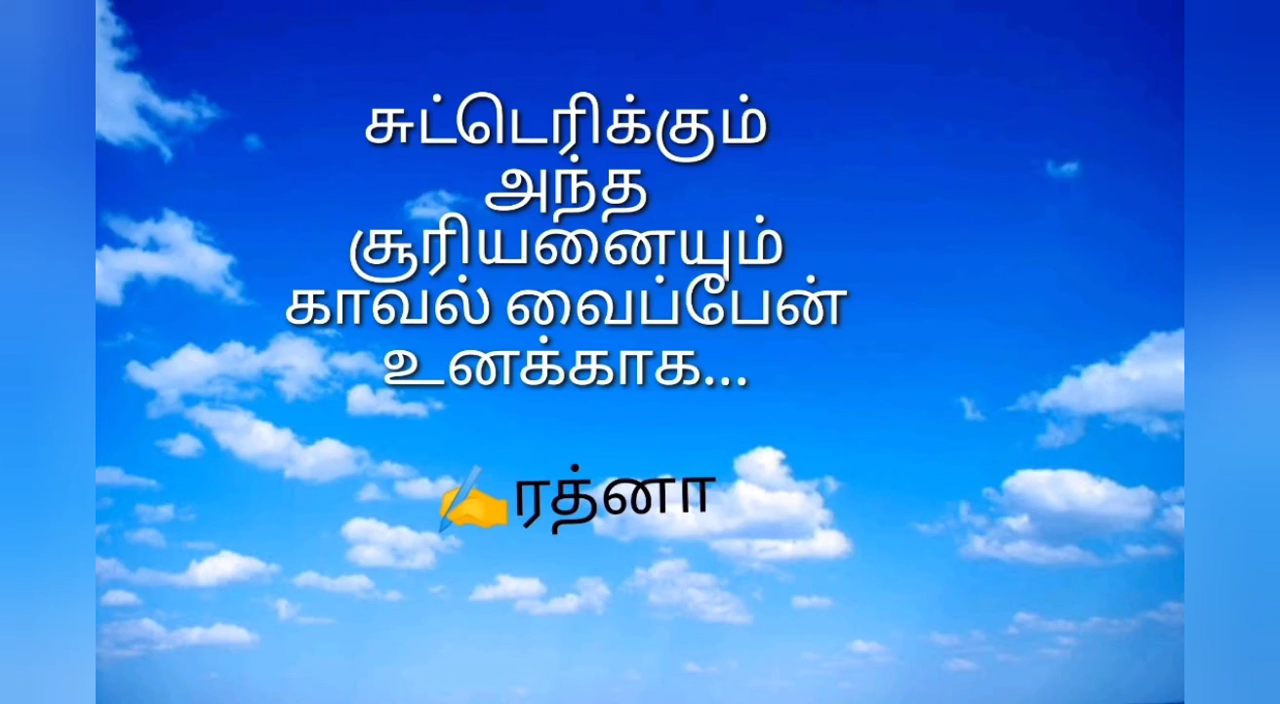 சுட்டெரிக்கும்
அந்த
சூரியனையும்
காவல் வைப்பேன்
உனக்காக...
✍️ரத்னா